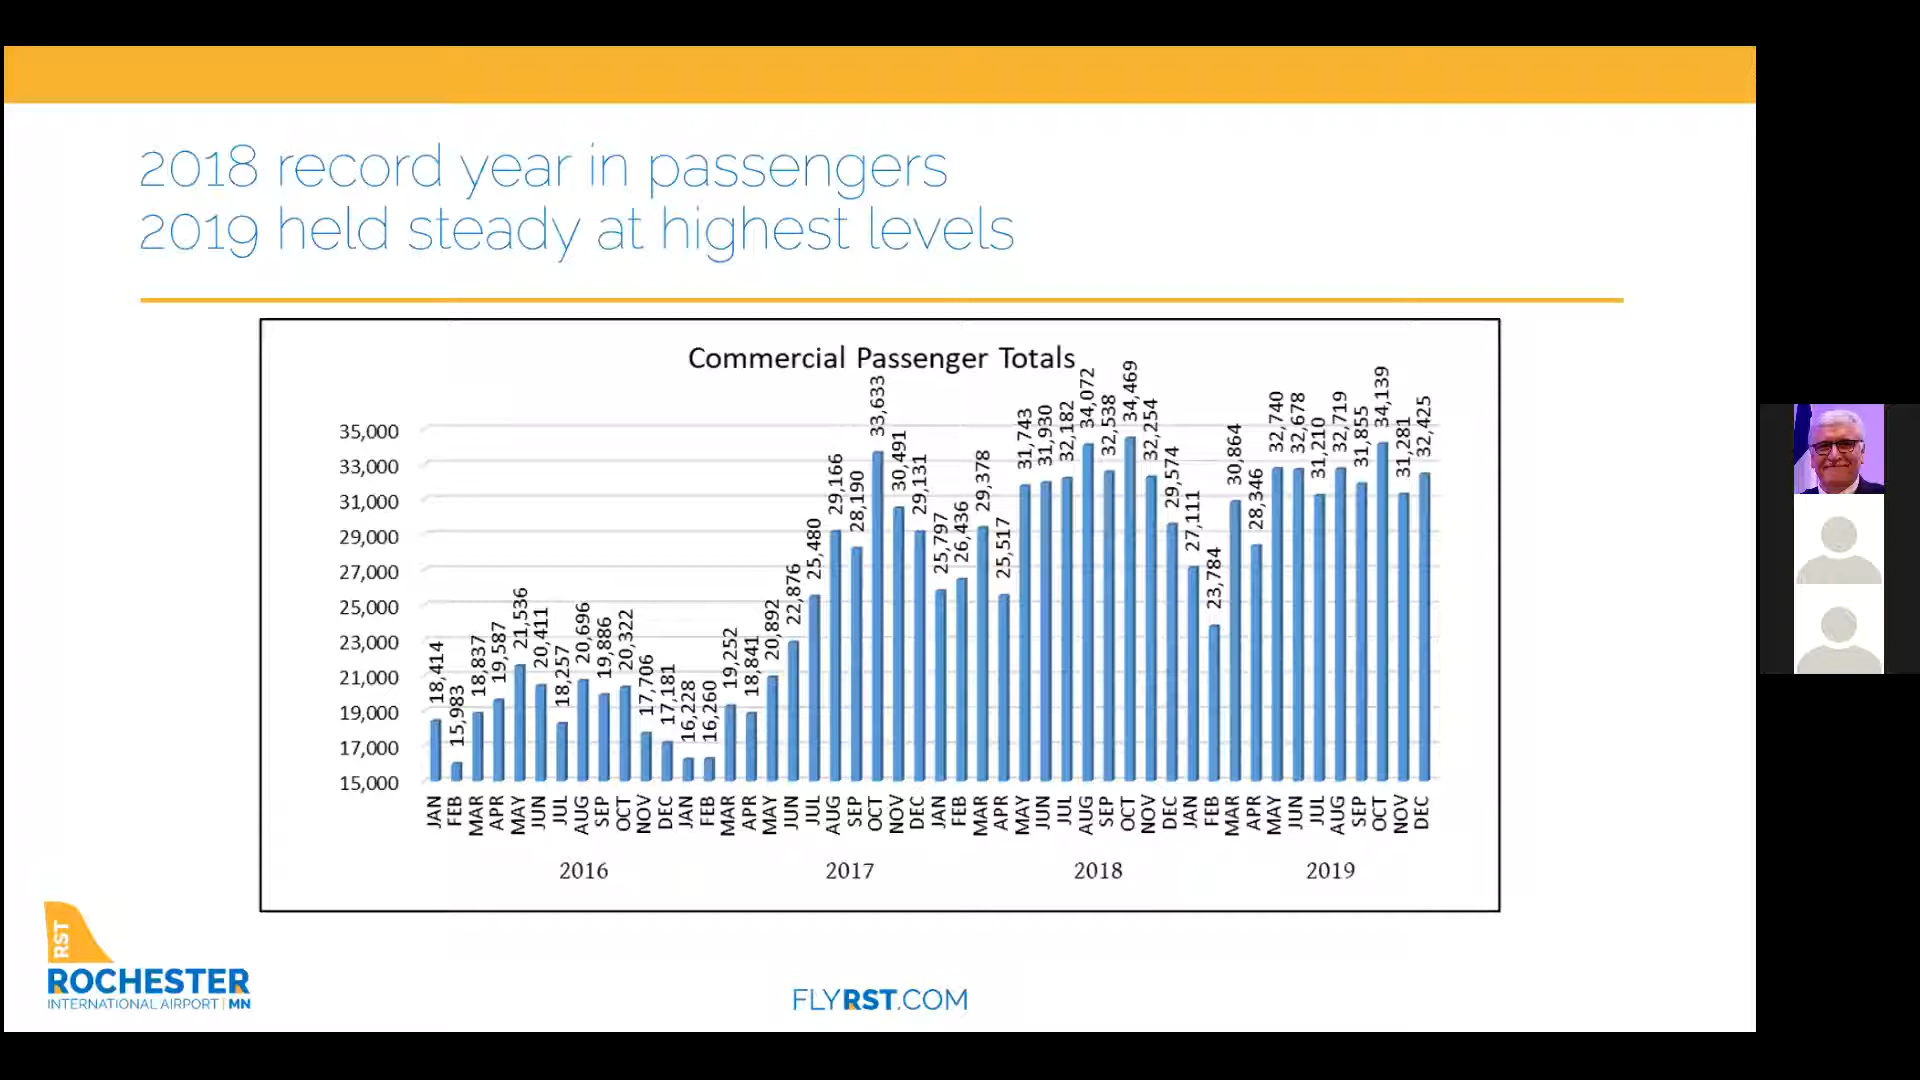 2018 record year in passengers
2019 held steady at highest levels
Commercial Passenger Totals
35,000
33,000
31,000
29,000
27,000
25,000
23,000
21,000
19,000
17,000
15,000
18,414
15,983
18,837
19,587
21,536
20,411
18,257
20,696
19,886
20,322
17,706
17,181
16,228
16,260
19,252
18,841
20,892
22,876
25,480
29,166
28,190
33,633
30,491
29,131
25,797
26,436
29,378
25,517
31,743
31,930
32,182
34,072
32,538
34,469
32,254
29,574
27,111
23,784
30,864
28,346
32,740
32,678
31,210
32,719
31,855
34,139
31,281
32,425
JAN
FEB
MAR
APR
MAY
JUN
JUL
AUG
SEP
OCT
NOV
DEC
JAN
FEB
MAR
APR
MAY
JUN
JUL
AUG
SEP
OCT
NOV
DEC
JAN
FEB
MAR
APR
MAY
JUN
JUL
AUG
SEP
OCT
NOV
DEC
JAN
FEB
MAR
APR
MAY
JUN
JUL
AUG
SEP
OCT
NOV
DEC
2016 2017 2018 2019
RST
ROCHESTER
INTERNATIONAL AIRPORT | MN
FLYRST.COM